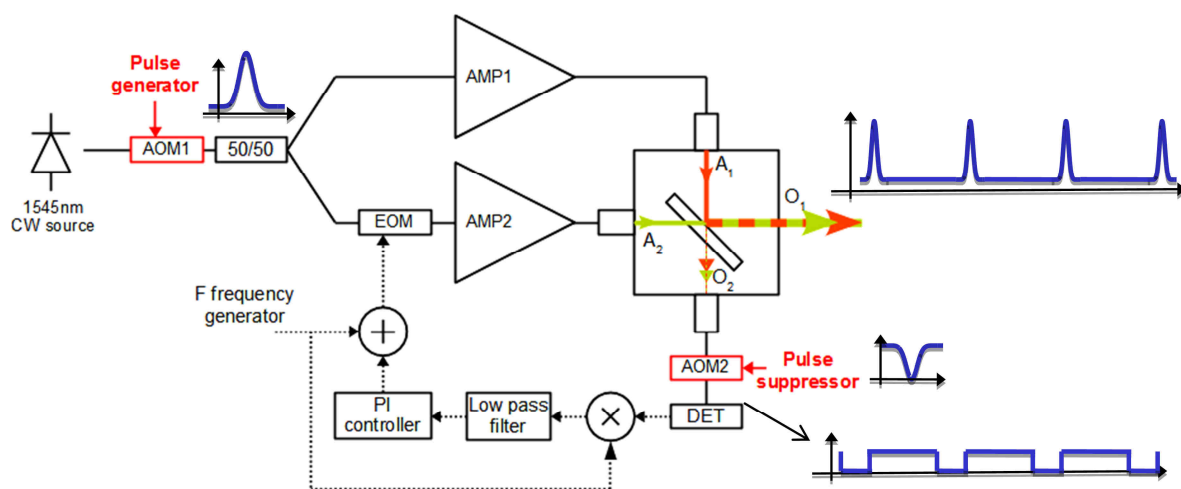 Pulse
generator
AOM1
50/50
1545nm
CW source
AMP1
EOM
AMP2
A1
A2
O1
O2
F frequency
generator
+
PI
controller
Low pass
filter
×
AOM2
DET
Pulse
suppressor